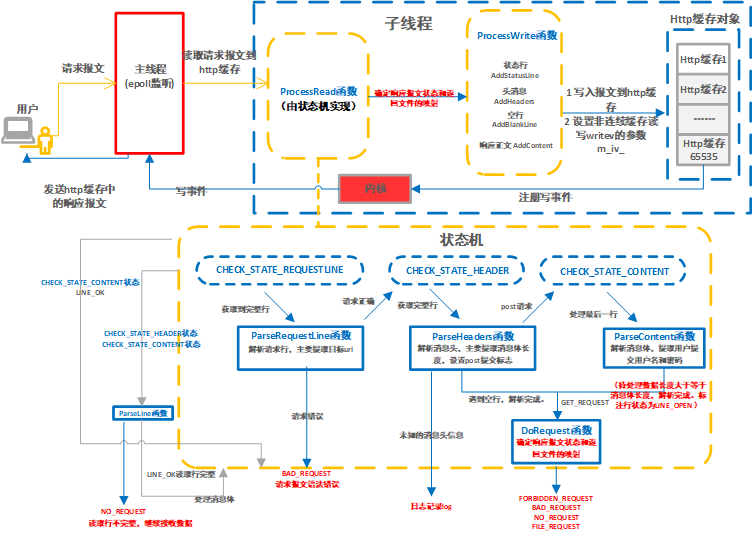 子线程
Http缓存对象
ProcessWrite函数
状态行
AddStatusLine
头消息
AddHeaders
空行
AddBlankLine
响应正文 AddContent
请求报文
主线程
(epoll监听)
读取请求报文到
http缓存
ProcessRead函数
(由状态机实现)
确定响应报文状态和返
回文件的映射
1 写入报文到http缓
存
2 设置非连续缓存读
写writev的参数
m_iv_
Http缓存1
Http缓存2
------
Http缓存
65535
用户
发送http缓存中
的响应报文
写事件
内核
注册写事件
状态机
CHECK_STATE_REQUESTLINE
CHECK_STATE_HEADER
CHECK_STATE_CONTENT
CHECK_STATE_CONTENT状态
LINE_OK
获取到完整行
请求正确
获取完整行
post请求
处理最后一行
CHECK_STATE_HEADER状态
CHECK_STATE_CONTENT状态
ParseRequestLine函数
解析请求行，主要提取目标url
ParseHeaders函数
解析消息头，主要提取消息体长
度，设置post提交标志
ParseContent函数
解析消息体，提取用户提
交用户名和密码
(待处理数据长度大于等于
消息体长度，解析完成，标
注行状态为LINE_OPEN)
遇到空行，解析完成。
GET_REQUEST
ParseLine函数
请求错误
未知的消息头信息
DoRequest函数
确定响应报文状态和返
回文件的映射
LINE_OK读取行完整
BAD_REQUEST
请求报文语法错误
处理消息体
NO_REQUEST
读取行不完整，继续接收数据
日志记录log
FORBIDDEN_REQUEST
BAD_REQUEST
NO_REQUEST
FILE_REQUEST